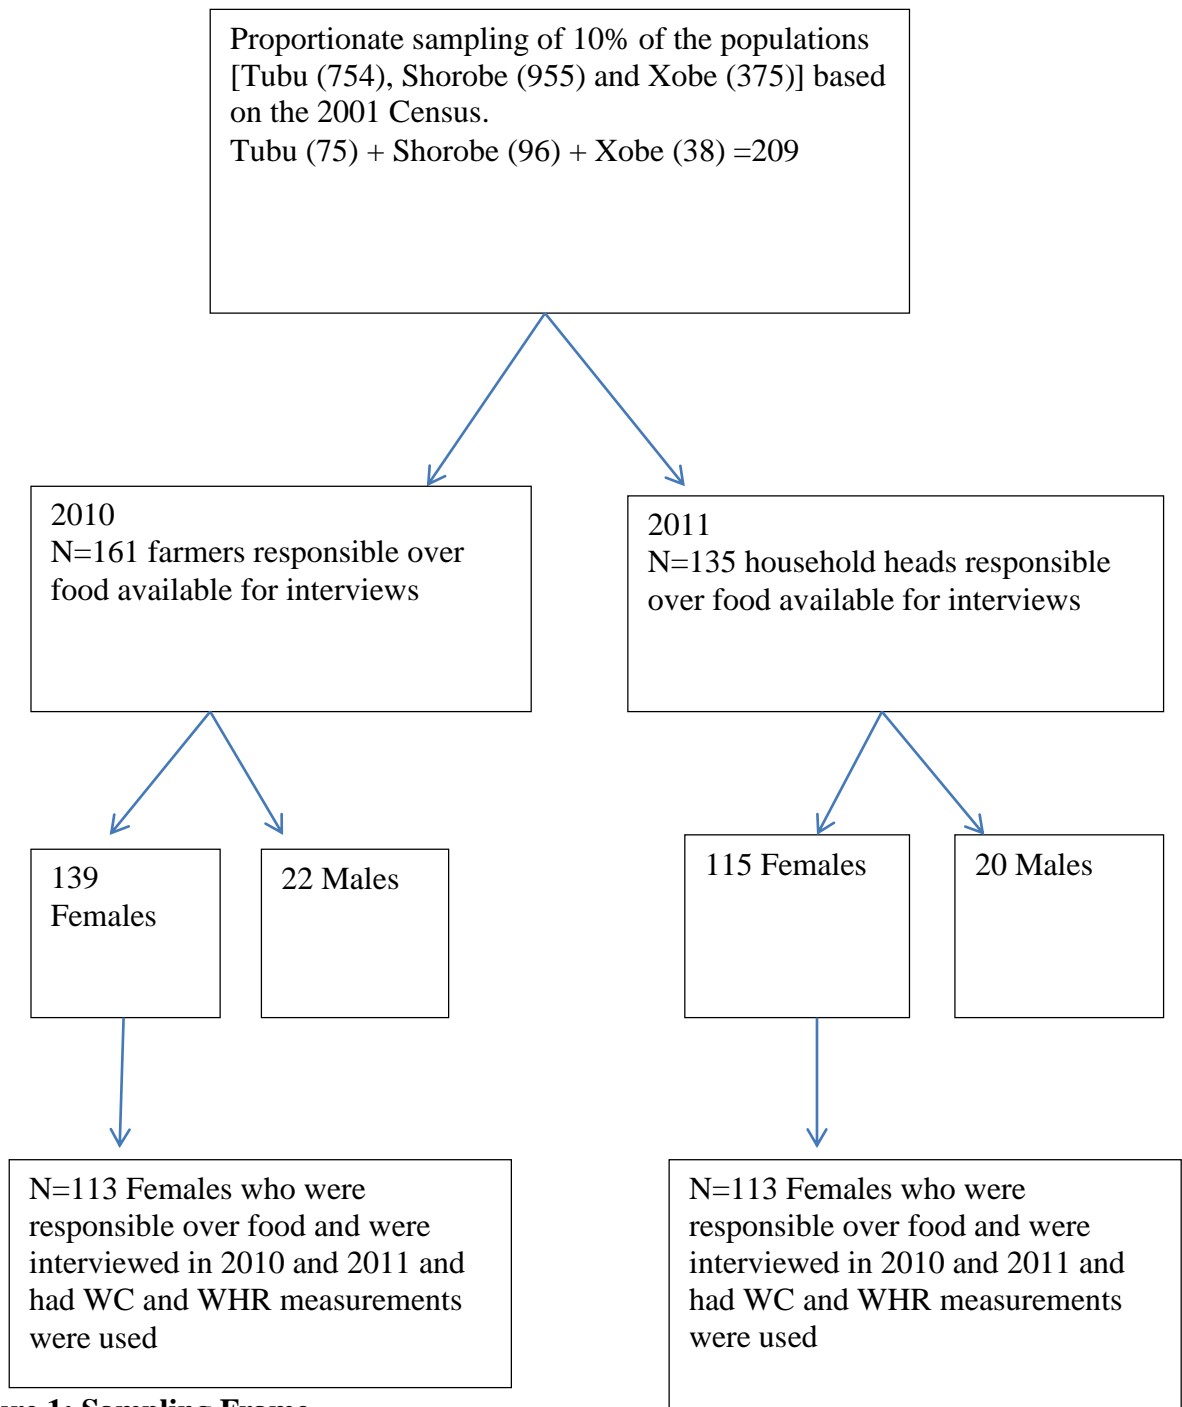 Proportionate sampling of 10% of the populations
[Tubu (754), Shorobe (955) and Xobe (375)] based
on the 2001 Census.
Tubu (75) + Shorobe (96) + Xobe (38) =209
2010
N=161 farmers responsible over
food available for interviews
2011
N=135 household heads responsible
over food available for interviews
139
Females
22 Males
115 Females
20 Males
N=113 Females who were
responsible over food and were
interviewed in 2010 and 2011 and
had WC and WHR measurements
were used
N=113 Females who were
responsible over food and were
interviewed in 2010 and 2011 and
had WC and WHR measurements
were used